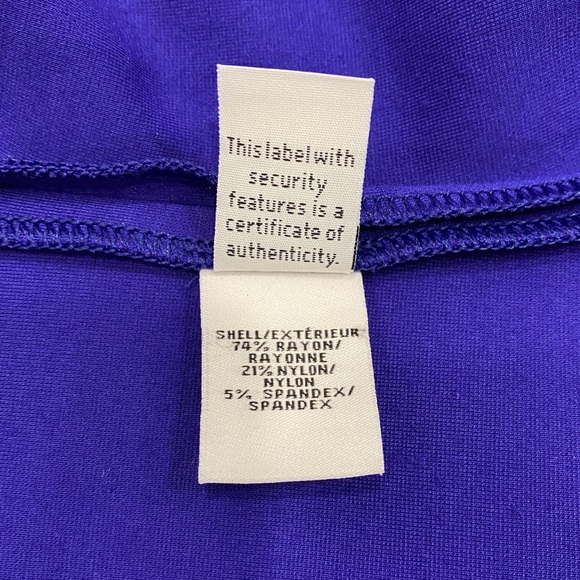 This label with
security
features is a
certificate of
authenticity.
SHELL/EXTÉRIEUR
74% RAYON/
RAYONNE
21% NYLON/
NYLON
5% SPANDEX/
SPANDEX